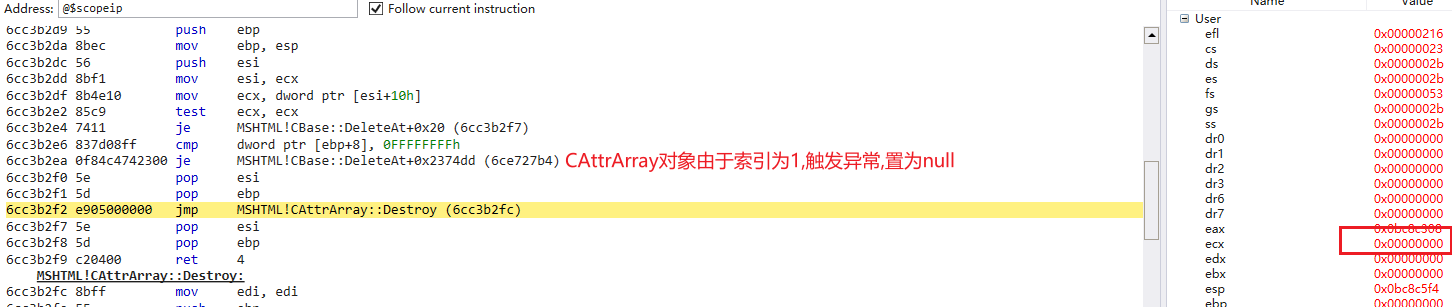 Address: @$scopeip Follow current instruction
Name Value
User
6cc3b2d9 55 push ebp
6cc3b2da 8bec mov ebp, esp
6cc3b2dc 56 push esi
6cc3b2dd 8bf1 mov esi, ecx
6cc3b2df 8b4e10 mov ecx, dword ptr [esi+10h]
6cc3b2e2 85c9 test ecx, ecx
6cc3b2e4 7411 je MSHTML!CBase::DeleteAt+0x20 (6cc3b2f7)
6cc3b2e6 837d08ff cmp dword ptr [ebp+8], 0FFFFFFFFh
6cc3b2ea 0f84c4742300 je MSHTML!CBase::DeleteAt+0x2374dd (6ce727b4) CAttrArray对象由于索引为1,触发异常,置为null
6cc3b2f0 5e pop esi
6cc3b2f1 5d pop ebp
6cc3b2f2 e905000000 jmp MSHTML!CAttrArray::Destroy (6cc3b2fc)
6cc3b2f7 5e pop esi
6cc3b2f8 5d pop ebp
6cc3b2f9 c20400 ret 4
MSHTML!CAttrArray::Destroy:
6cc3b2fc 8bff mov edi, edi
efl 0x00000216
cs 0x00000023
ds 0x0000002b
es 0x0000002b
fs 0x00000053
gs 0x0000002b
ss 0x0000002b
dr0 0x00000000
dr1 0x00000000
dr2 0x00000000
dr3 0x00000000
dr6 0x00000000
dr7 0x00000000
eax 0x0bc8c308
ecx 0x00000000
edx 0x00000000
ebx 0x00000000
esp 0x0bc8c5f4
ebp 0x00000000